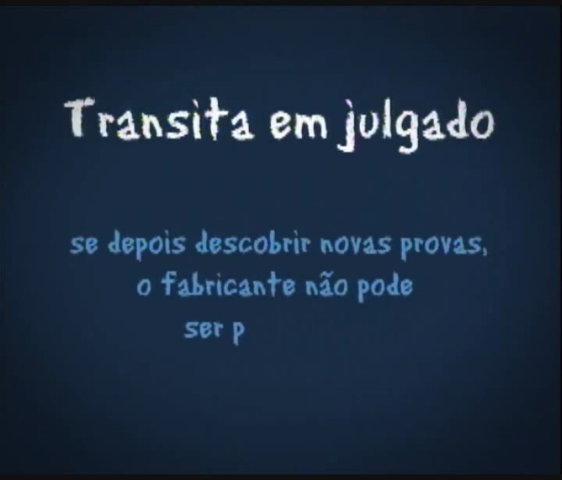 Transita em julgado
se depois descobrir novas provas,
o fabricante não pode
ser p